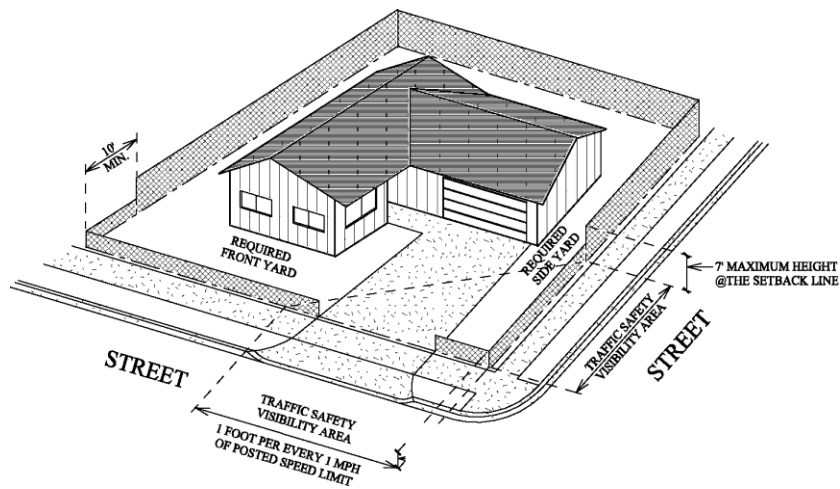 10'
MIN.
REQUIRED
FRONT YARD
REQUIRED
SIDE YARD
7' MAXIMUM HEIGHT
@THE SETBACK LINE
TRAFFIC SAFETY
VISIBILITY AREA
STREET
STREET
TRAFFIC SAFETY
VISIBILITY AREA
1 FOOT PER EVERY 1 MPH
OF POSTED SPEED LIMIT